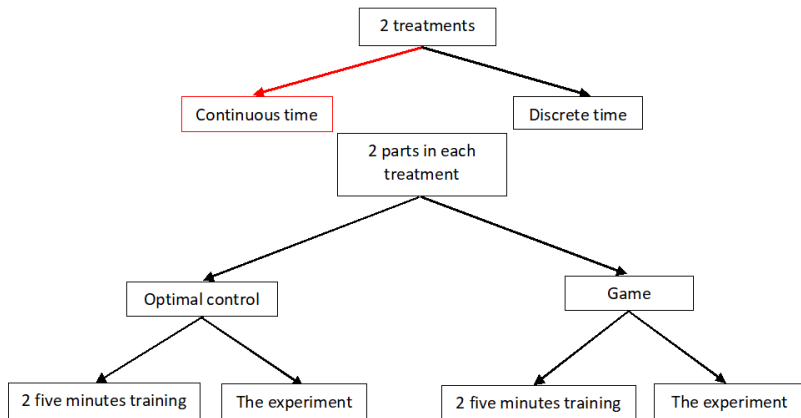 2 treatments
Continuous time
Discrete time
2 parts in each
treatment
Optimal control
Game
2 five minutes training
The experiment
2 five minutes training
The experiment